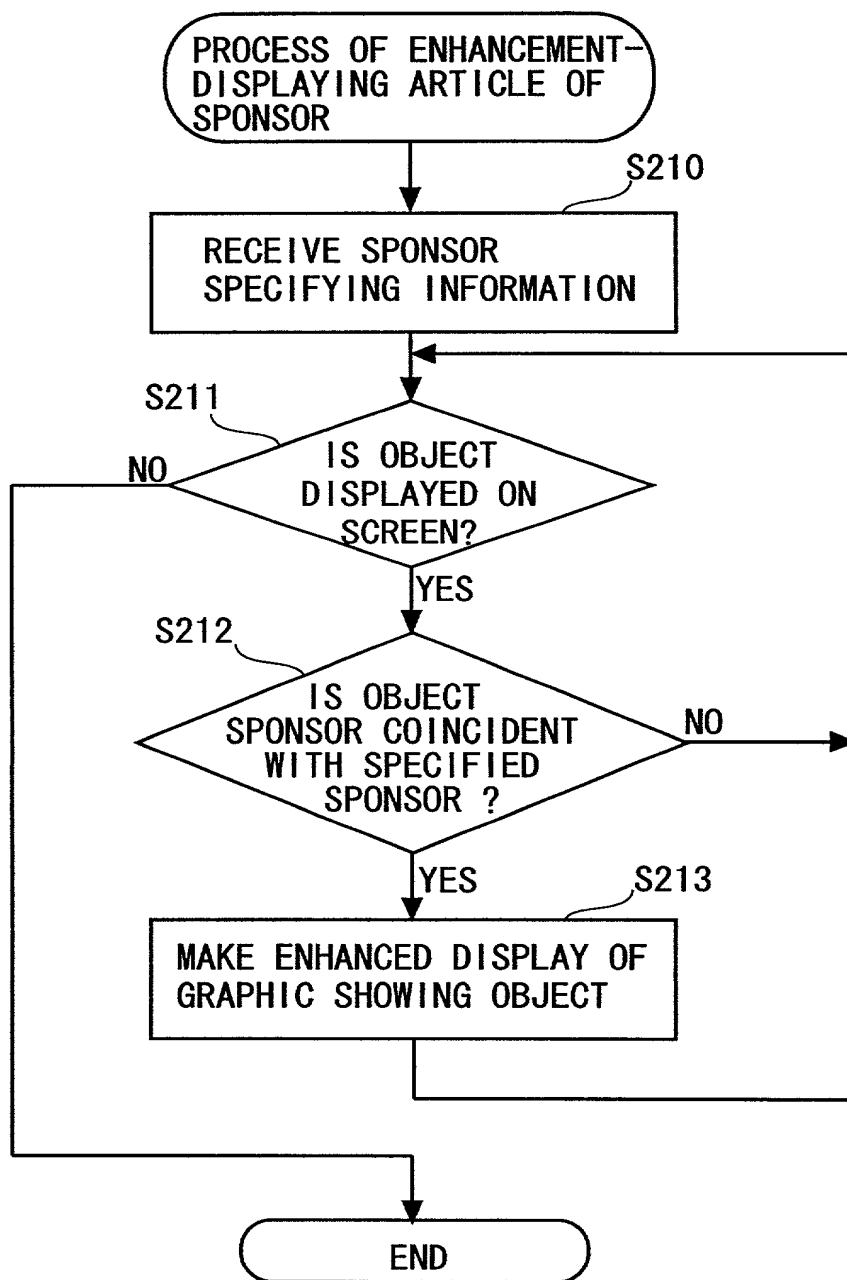 PROCESS OF ENHANCEMENT-
DISPLAYING ARTICLE OF
SPONSOR
S210
RECEIVE SPONSOR
SPECIFYING INFORMATION
S211
NO
IS OBJECT
DISPLAYED ON
SCREEN?
YES
S212
IS OBJECT
SPONSOR COINCIDENT
WITH SPECIFIED
SPONSOR ?
NO
YES
S213
MAKE ENHANCED DISPLAY OF
GRAPHIC SHOWING OBJECT
END